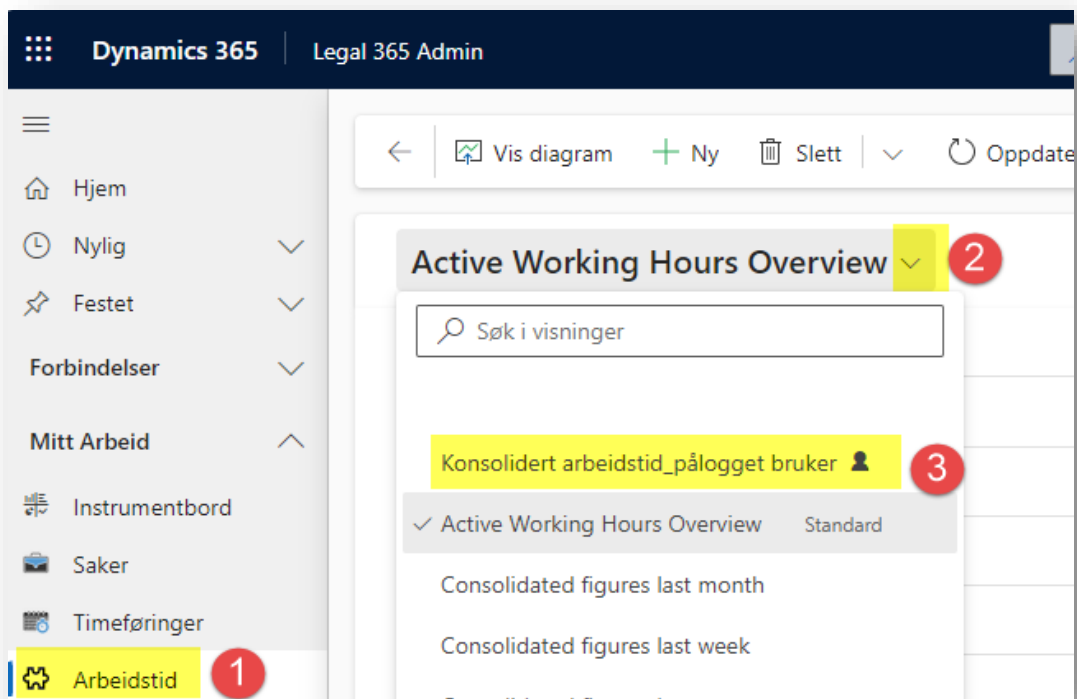 Dynamics 365
Legal 365 Admin
Vis diagram
Ny
Slett
Hjem
Nylig
Festet
Forbindelser
Mitt Arbeid
Instrumentbord
Saker
Timeføringer
Arbeidstid
1
Active Working Hours Overview
2
Søk i visninger
Konsolidert arbeidstid_pålogget bruker
3
Active Working Hours Overview Standard
Consolidated figures last month
Consolidated figures last week